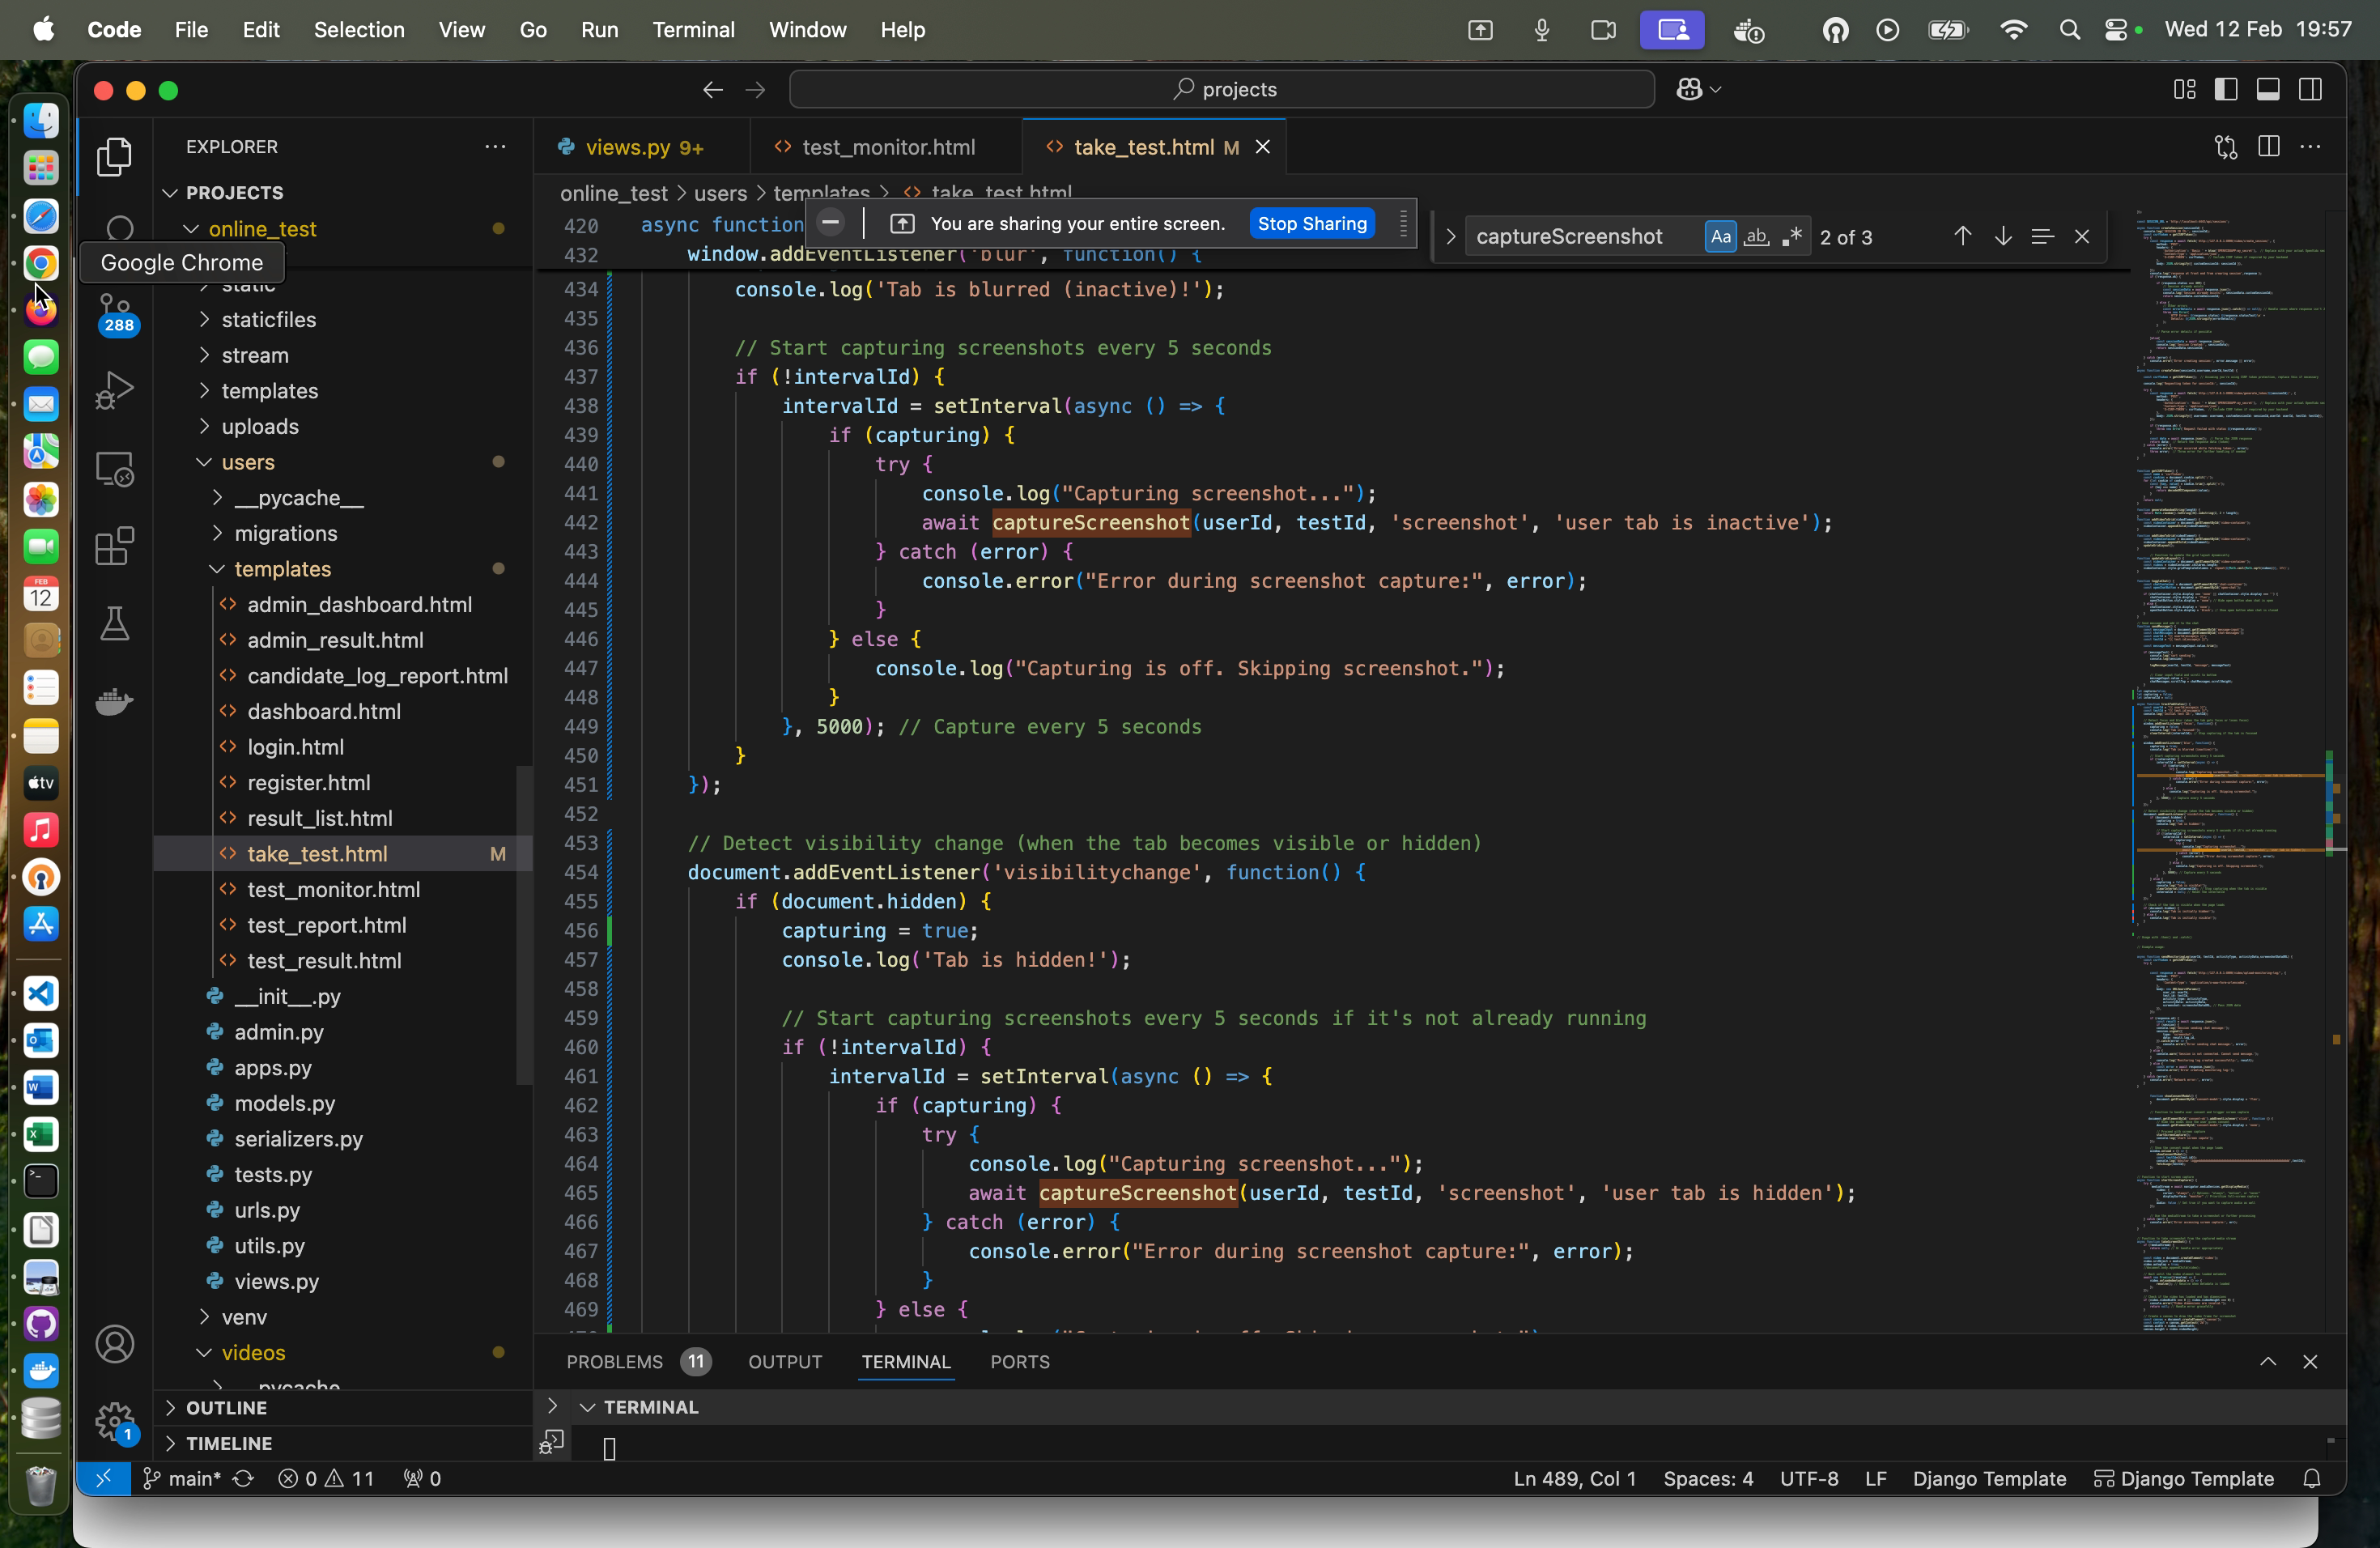 Code File Edit Selection View Go Run Terminal Window Help Wed 12 Feb 19:57
projects
EXPLORER
PROJECTS
online_test
static
staticfiles
stream
templates
uploads
users
__pycache__
migrations
templates
admin_dashboard.html
admin_result.html
candidate_log_report.html
dashboard.html
login.html
register.html
result_list.html
take_test.html M
test_monitor.html
test_report.html
test_result.html
__init__.py
admin.py
apps.py
models.py
serializers.py
tests.py
urls.py
utils.py
views.py
venv
videos
__pycache__
OUTLINE
TIMELINE
Google Chrome
288
1
FEB
12
tv
views.py 9+ test_monitor.html take_test.html M
online_test > users > templates > take_test.html
You are sharing your entire screen. Stop Sharing
captureScreenshot Aa ab .* 2 of 3
420 async function
432 window.addEventListener('blur', function() {
434 console.log('Tab is blurred (inactive)!');
435
436 // Start capturing screenshots every 5 seconds
437 if (!intervalId) {
438 intervalId = setInterval(async () => {
439 if (capturing) {
440 try {
441 console.log("Capturing screenshot...");
442 await captureScreenshot(userId, testId, 'screenshot', 'user tab is inactive');
443 } catch (error) {
444 console.error("Error during screenshot capture:", error);
445 }
446 } else {
447 console.log("Capturing is off. Skipping screenshot.");
448 }
449 }, 5000); // Capture every 5 seconds
450 }
451 });
452
453 // Detect visibility change (when the tab becomes visible or hidden)
454 document.addEventListener('visibilitychange', function() {
455 if (document.hidden) {
456 capturing = true;
457 console.log('Tab is hidden!');
458
459 // Start capturing screenshots every 5 seconds if it's not already running
460 if (!intervalId) {
461 intervalId = setInterval(async () => {
462 if (capturing) {
463 try {
464 console.log("Capturing screenshot...");
465 await captureScreenshot(userId, testId, 'screenshot', 'user tab is hidden');
466 } catch (error) {
467 console.error("Error during screenshot capture:", error);
468 }
469 } else {
PROBLEMS 11 OUTPUT TERMINAL PORTS
TERMINAL
main* 0 11 0 Ln 489, Col 1 Spaces: 4 UTF-8 LF Django Template Django Template